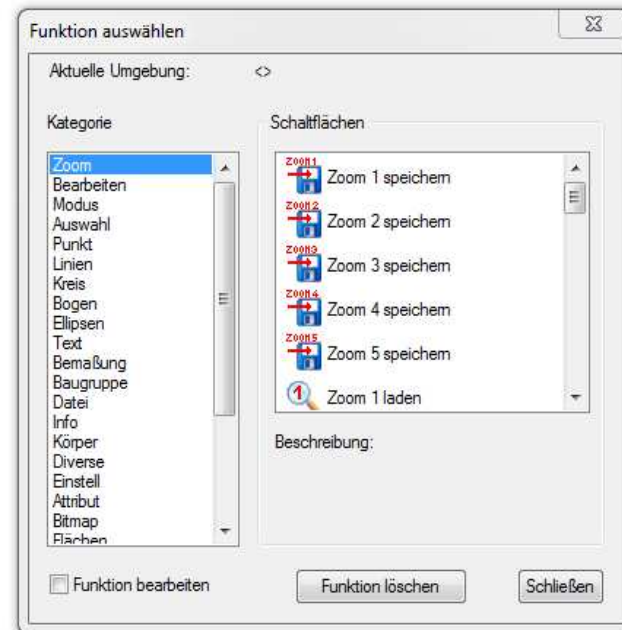 Funktion auswählen
Aktuelle Umgebung: <>
Kategorie
Zoom
Bearbeiten
Modus
Auswahl
Punkt
Linien
Kreis
Bogen
Ellipsen
Text
Bemaßung
Baugruppe
Datei
Info
Körper
Diverse
Einstell
Attribut
Bitmap
Flächen
Schaltflächen
ZOOM1
Zoom 1 speichern
ZOOM2
Zoom 2 speichern
ZOOM3
Zoom 3 speichern
ZOOM4
Zoom 4 speichern
ZOOM5
Zoom 5 speichern
1
Zoom 1 laden
Beschreibung:
Funktion bearbeiten
Funktion löschen
Schließen